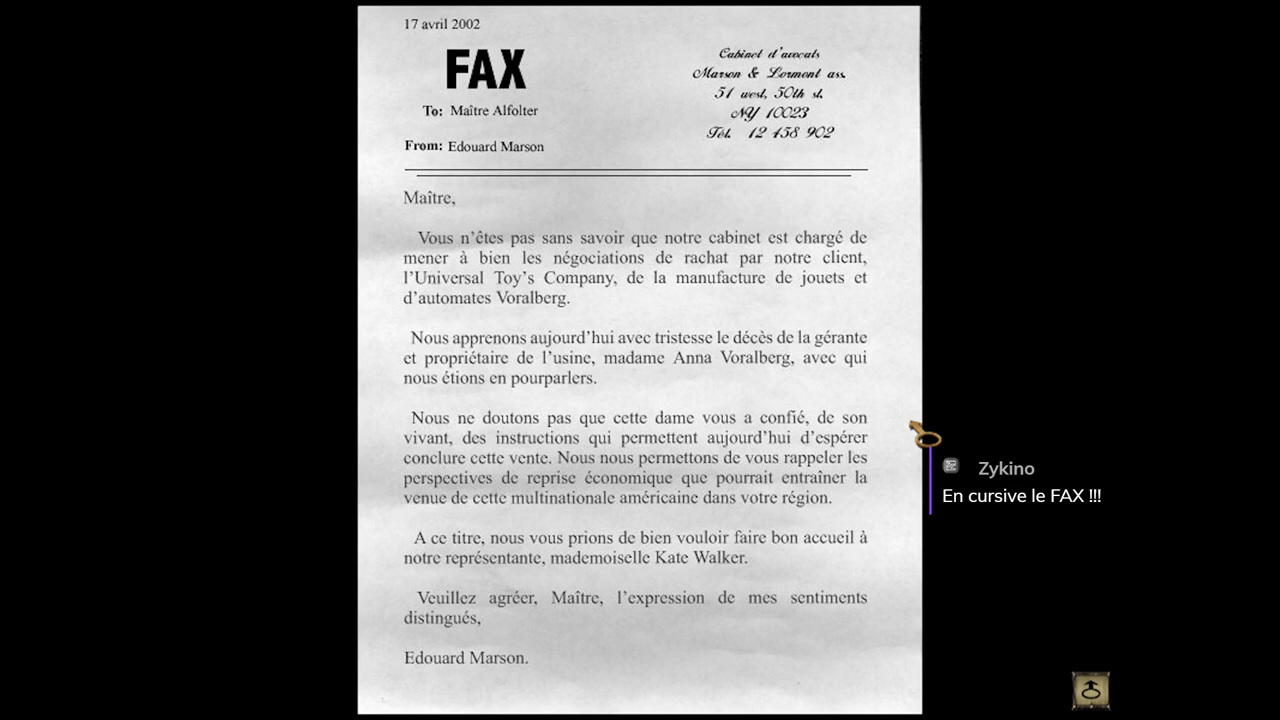 17 avril 2002
FAX
To: Maître Alfolter
From: Edouard Marson
Cabinet d'avocats
Marson & Lormont ass.
51 west, 50th st.
NY 10023
Tél. 12 458 902
Maître,
Vous n'êtes pas sans savoir que notre cabinet est chargé de
mener à bien les négociations de rachat par notre client,
l'Universal Toy's Company, de la manufacture de jouets et
d'automates Voralberg.
Nous apprenons aujourd'hui avec tristesse le décès de la gérante
et propriétaire de l'usine, madame Anna Voralberg, avec qui
nous étions en pourparlers.
Nous ne doutons pas que cette dame vous a confié, de son
vivant, des instructions qui permettent aujourd'hui d'espérer
conclure cette vente. Nous nous permettons de vous rappeler les
perspectives de reprise économique que pourrait entraîner la
venue de cette multinationale américaine dans votre région.
A ce titre, nous vous prions de bien vouloir faire bon accueil à
notre représentante, mademoiselle Kate Walker.
Veuillez agréer, Maître, l'expression de mes sentiments
distingués,
Edouard Marson.
Zykino
En cursive le FAX !!!